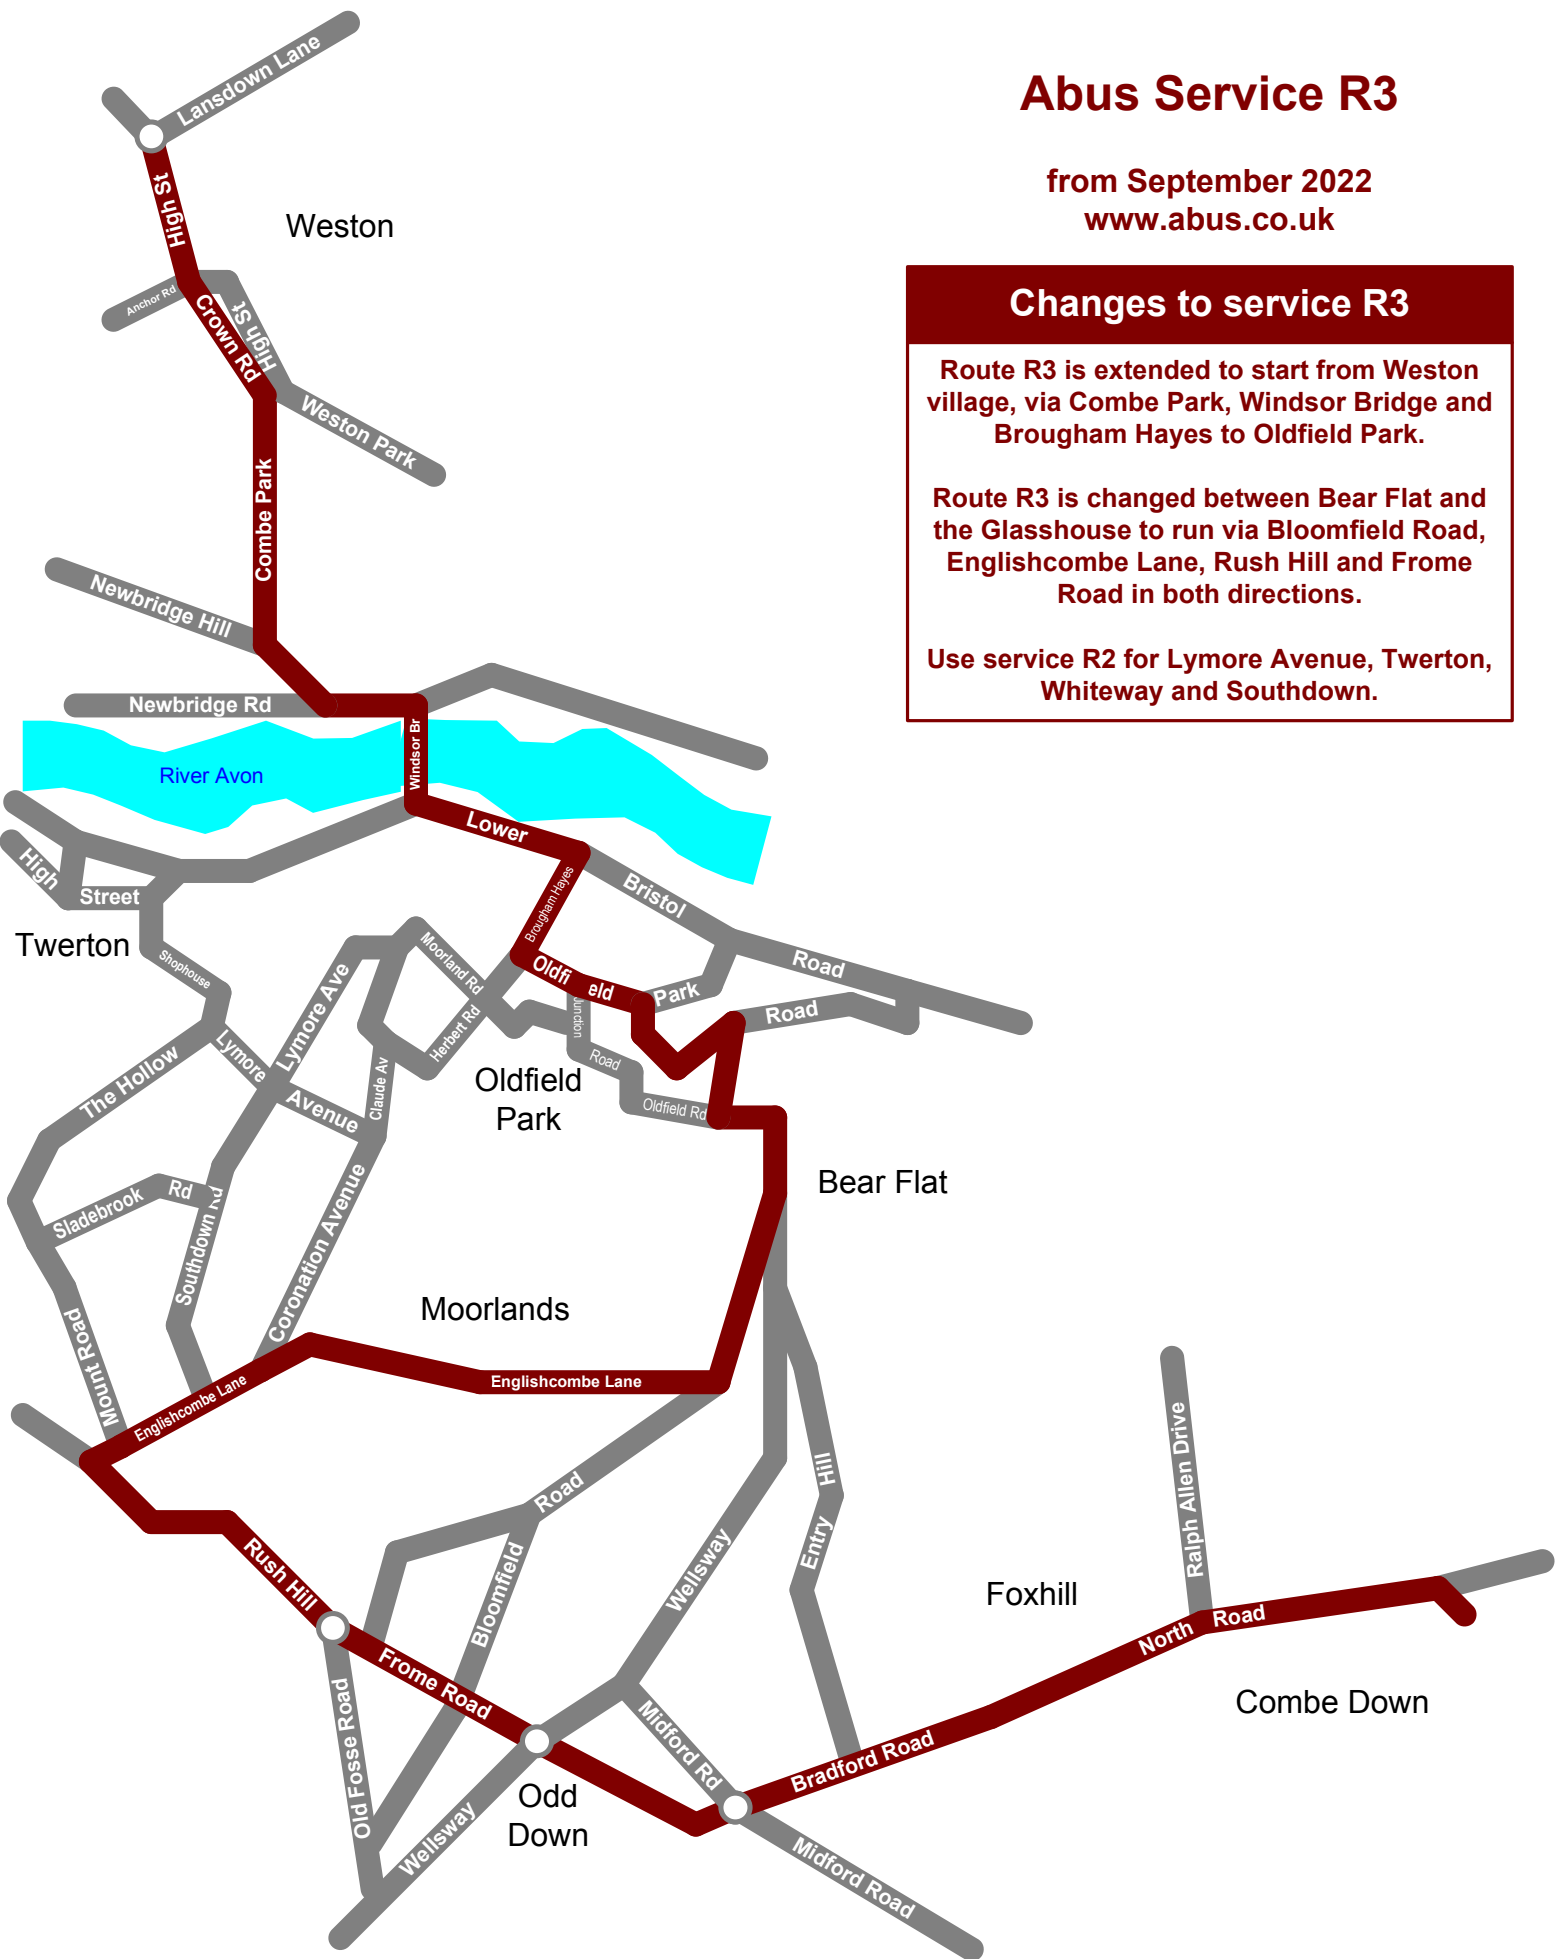 Abus Service R3
from September 2022
www.abus.co.uk
Changes to service R3
Route R3 is extended to start from Weston
village, via Combe Park, Windsor Bridge and
Brougham Hayes to Oldfield Park.
Route R3 is changed between Bear Flat and
the Glasshouse to run via Bloomfield Road,
Englishcombe Lane, Rush Hill and Frome
Road in both directions.
Use service R2 for Lymore Avenue, Twerton,
Whiteway and Southdown.
Lansdown Lane
High St
Weston
Anchor Rd
High St
Crown Rd
Weston Park
Combe Park
Newbridge Hill
Newbridge Rd
Windsor Br
River Avon
Lower
Bristol
Road
High
Street
Twerton
Shophouse
Brougham Hayes
Moorland Rd
Oldfi eld
Park
Road
Junction
Road
Herbert Rd
Lymore Ave
Lymore
Avenue
Claude Av
The Hollow
Oldfield
Park
Oldfield Rd
Bear Flat
Sladebrook
Rd
Southdown Rd
Coronation Avenue
Moorlands
Mount Road
Englishcombe Lane
Englishcombe Lane
Road
Bloomfield
Wellsway
Hill
Entry
Ralph Allen Drive
Rush Hill
Foxhill
North
Road
Frome Road
Old Fosse Road
Midford Rd
Bradford Road
Combe Down
Odd
Down
Wellsway
Midford Road